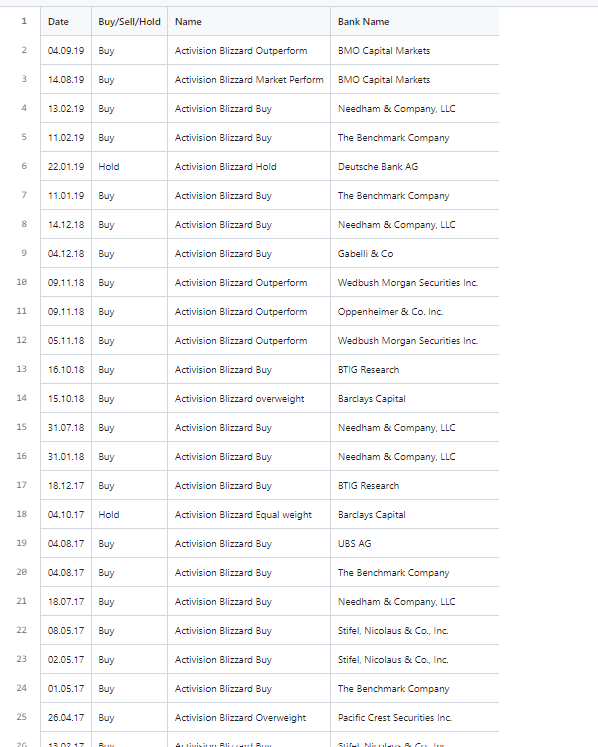 1 Date Buy/Sell/Hold Name Bank Name
2 04.09.19 Buy Activision Blizzard Outperform BMO Capital Markets
3 14.08.19 Buy Activision Blizzard Market Perform BMO Capital Markets
4 13.02.19 Buy Activision Blizzard Buy Needham & Company, LLC
5 11.02.19 Buy Activision Blizzard Buy The Benchmark Company
6 22.01.19 Hold Activision Blizzard Hold Deutsche Bank AG
7 11.01.19 Buy Activision Blizzard Buy The Benchmark Company
8 14.12.18 Buy Activision Blizzard Buy Needham & Company, LLC
9 04.12.18 Buy Activision Blizzard Buy Gabelli & Co
10 09.11.18 Buy Activision Blizzard Outperform Wedbush Morgan Securities Inc.
11 09.11.18 Buy Activision Blizzard Outperform Oppenheimer & Co. Inc.
12 05.11.18 Buy Activision Blizzard Outperform Wedbush Morgan Securities Inc.
13 16.10.18 Buy Activision Blizzard Buy BTIG Research
14 15.10.18 Buy Activision Blizzard overweight Barclays Capital
15 31.07.18 Buy Activision Blizzard Buy Needham & Company, LLC
16 31.01.18 Buy Activision Blizzard Buy Needham & Company, LLC
17 18.12.17 Buy Activision Blizzard Buy BTIG Research
18 04.10.17 Hold Activision Blizzard Equal weight Barclays Capital
19 04.08.17 Buy Activision Blizzard Buy UBS AG
20 04.08.17 Buy Activision Blizzard Buy The Benchmark Company
21 18.07.17 Buy Activision Blizzard Buy Needham & Company, LLC
22 08.05.17 Buy Activision Blizzard Buy Stifel, Nicolaus & Co., Inc.
23 02.05.17 Buy Activision Blizzard Buy Stifel, Nicolaus & Co., Inc.
24 01.05.17 Buy Activision Blizzard Buy The Benchmark Company
25 26.04.17 Buy Activision Blizzard Overweight Pacific Crest Securities Inc.
26 13.02.17 Buy Activision Blizzard Buy Stifel, Nicolaus & Co., Inc.